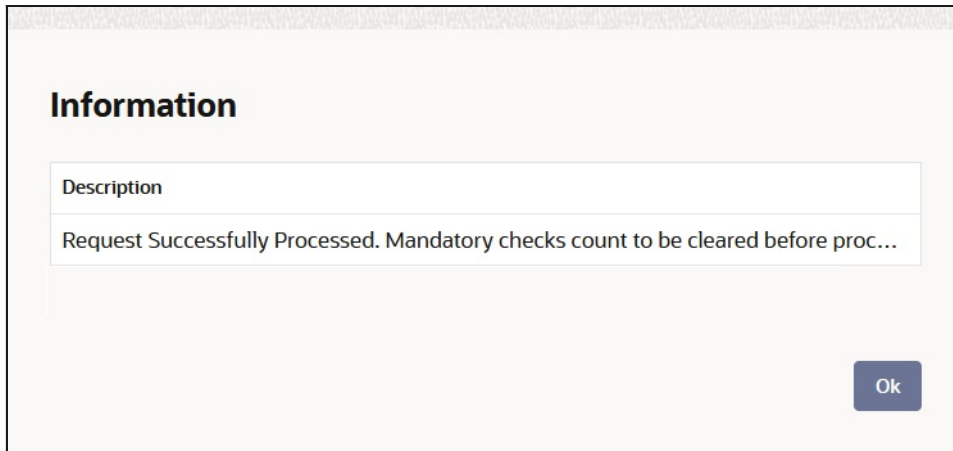 Information
Description
Request Successfully Processed. Mandatory checks count to be cleared before proc...
Ok